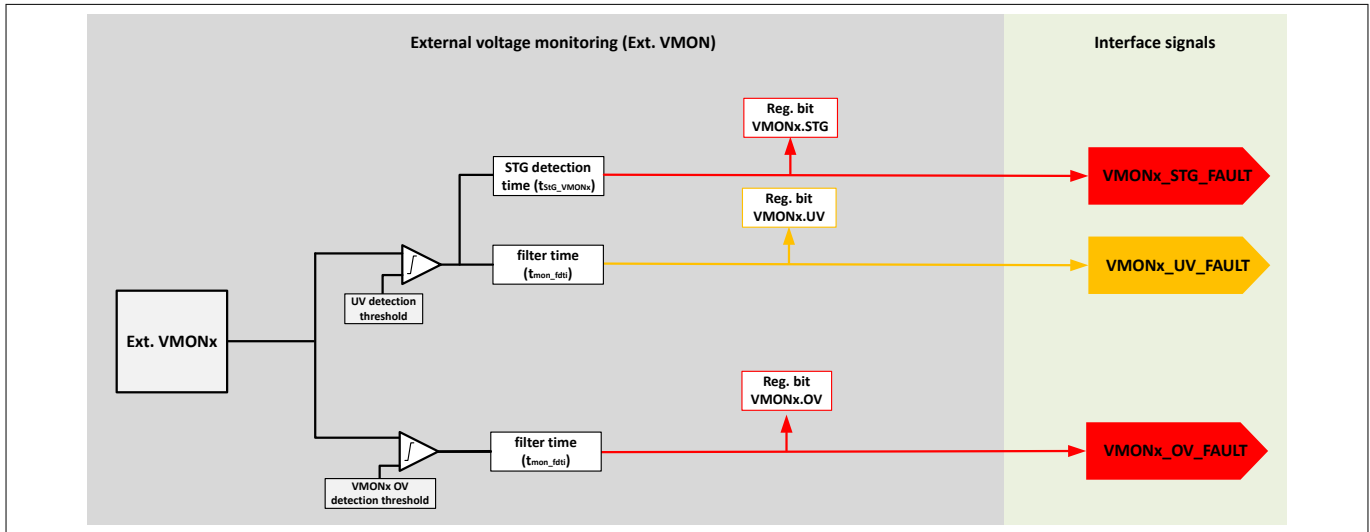 External voltage monitoring (Ext. VMON)
Interface signals
Reg. bit
VMONx.STG
STG detection
time (tStG_VMONx)
VMONx_STG_FAULT
Reg. bit
VMONx.UV
filter time
(tmon_fdti)
VMONx_UV_FAULT
UV detection
threshold
Ext. VMONx
Reg. bit
VMONx.OV
filter time
(tmon_fdti)
VMONx_OV_FAULT
VMONx OV
detection threshold